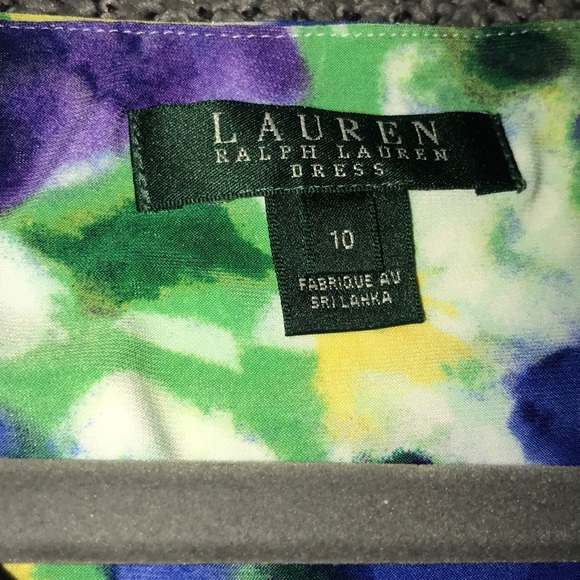 LAUREN
RALPH LAUREN
DRESS
10
FABRIQUE AU
SRI LANKA